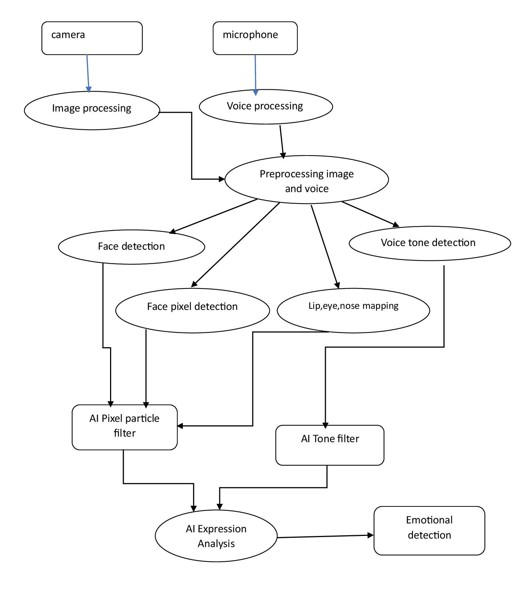 camera
microphone
Image processing
Voice processing
Preprocessing image
and voice
Face detection
Voice tone detection
Face pixel detection
Lip,eye,nose mapping
AI Pixel particle
filter
AI Tone filter
AI Expression
Analysis
Emotional
detection